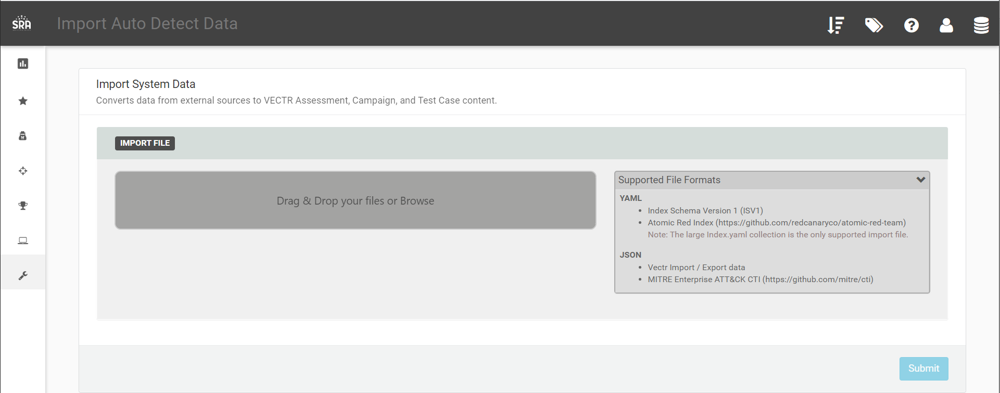 SRA
Import Auto Detect Data
Import System Data
Converts data from external sources to VECTR Assessment, Campaign, and Test Case content.
IMPORT FILE
Drag & Drop your files or Browse
Supported File Formats
YAML
• Index Schema Version 1 (ISV1)
• Atomic Red Index (https://github.com/redcanaryco/atomic-red-team)
Note: The large Index.yaml collection is the only supported import file.
JSON
• Vectr Import / Export data
• MITRE Enterprise ATT&CK CTI (https://github.com/mitre/cti)
Submit